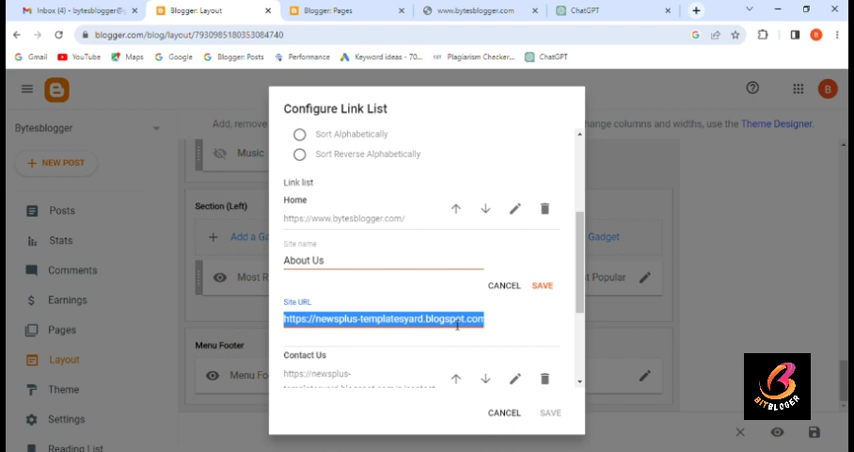 Inbox (4) - bytesblogger@g
Blogger: Layout
Blogger: Pages
www.bytesblogger.com
ChatGPT
blogger.com/blog/layout/7930985180353084740
Gmail
YouTube
Maps
Google
Blogger: Posts
Performance
Keyword ideas - 70...
Plagiarism Checker...
ChatGPT
B
Bytesblogger
NEW POST
Posts
Stats
Comments
Earnings
Pages
Layout
Theme
Settings
Reading List
Add, remove
change columns and widths, use the Theme Designer.
Music
Section (Left)
Add a Ga
Gadget
Most R
t Popular
Menu Footer
Menu Fo
Configure Link List
Sort Alphabetically
Sort Reverse Alphabetically
Link list
Home
https://www.bytesblogger.com/
Site name
About Us
CANCEL SAVE
Site URL
https://newsplus-templatesyard.blogspot.com
Contact Us
https://newsplus-
CANCEL SAVE
BITBLOGER